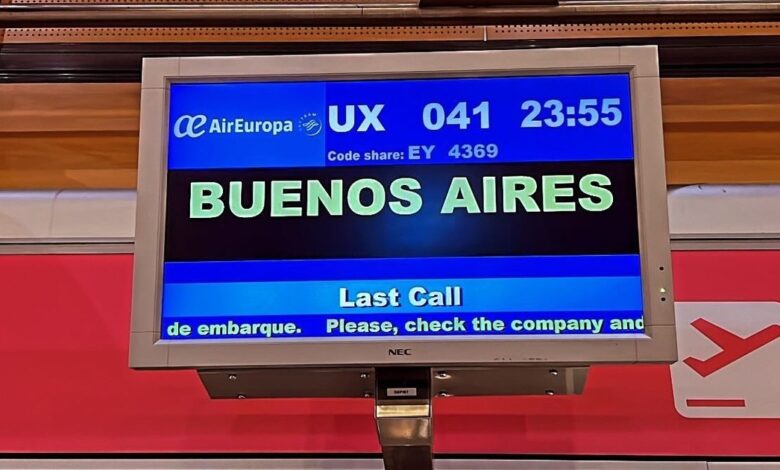 AirEuropa UX 041 23:55
Code share: EY 4369
BUENOS AIRES
Last Call
de embarque. Please, check the company and
NEC